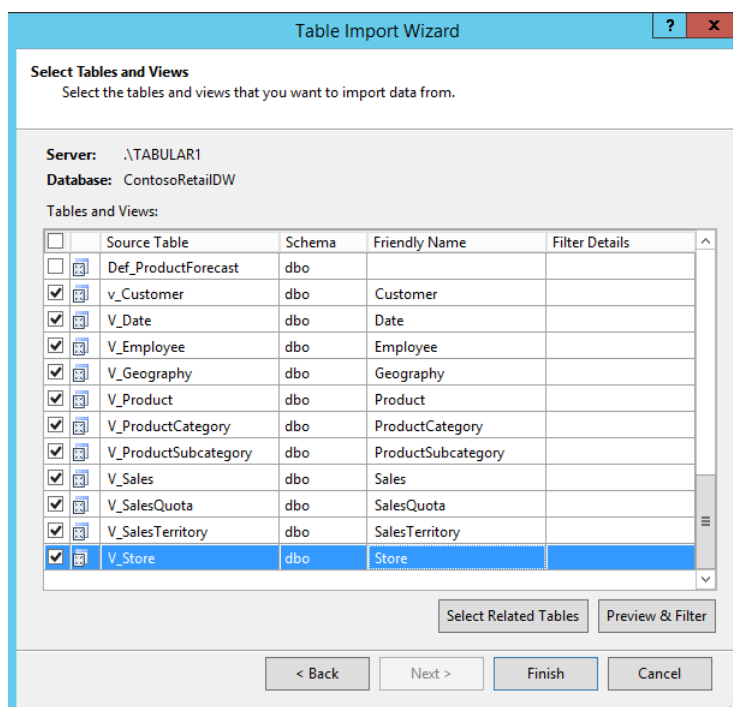 Table Import Wizard ? x
Select Tables and Views
Select the tables and views that you want to import data from.
Server: .\TABULAR1
Database: ContosoRetailDW
Tables and Views:
Source Table Schema Friendly Name Filter Details
Def_ProductForecast dbo
v_Customer dbo Customer
V_Date dbo Date
V_Employee dbo Employee
V_Geography dbo Geography
V_Product dbo Product
V_ProductCategory dbo ProductCategory
V_ProductSubcategory dbo ProductSubcategory
V_Sales dbo Sales
V_SalesQuota dbo SalesQuota
V_SalesTerritory dbo SalesTerritory
V_Store dbo Store
Select Related Tables Preview & Filter
< Back Next > Finish Cancel